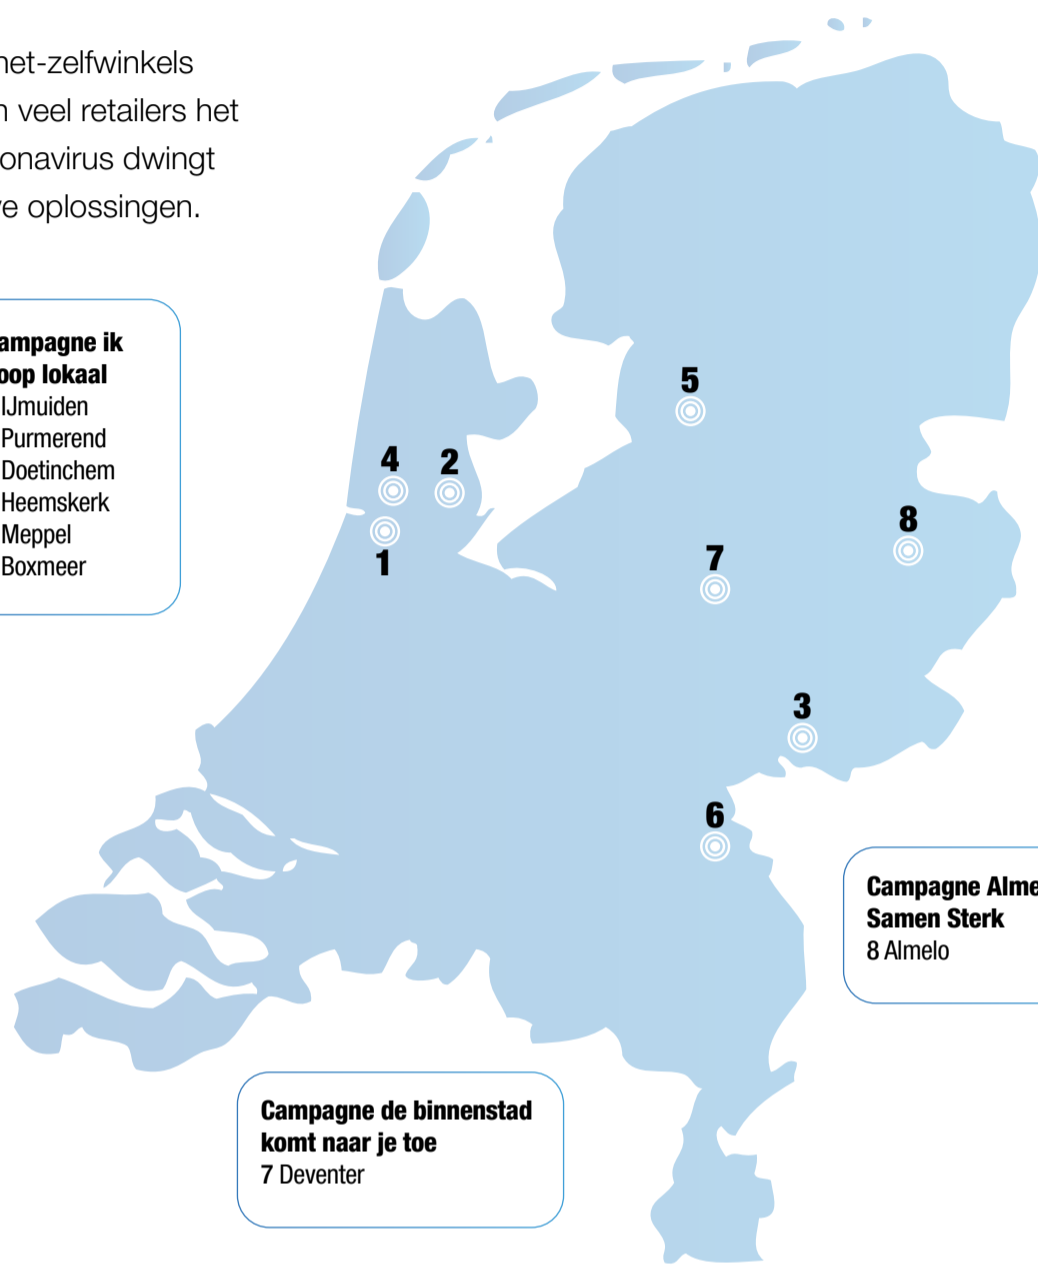 net-zelfwinkels
n veel retailers het
onavirus dwingt
ve oplossingen.
ampagne ik
oop lokaal
IJmuiden
Purmerend
Doetinchem
Heemskerk
Meppel
Boxmeer
5
4 2
8
1
7
3
6
Campagne Alme
Samen Sterk
8 Almelo
Campagne de binnenstad
komt naar je toe
7 Deventer